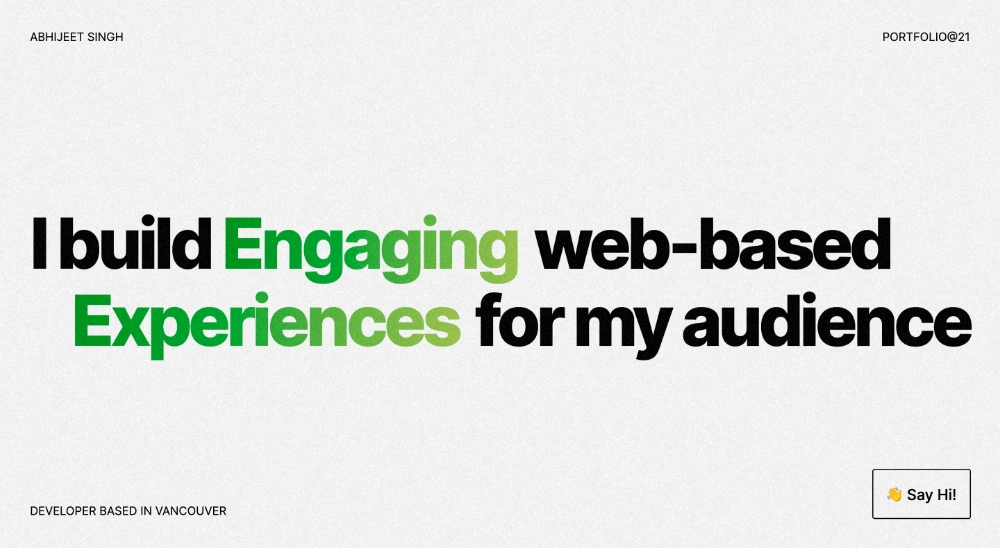 ABHIJEET SINGH
PORTFOLIO@21
I build Engaging web-based
Experiences for my audience
DEVELOPER BASED IN VANCOUVER
👋 Say Hi!